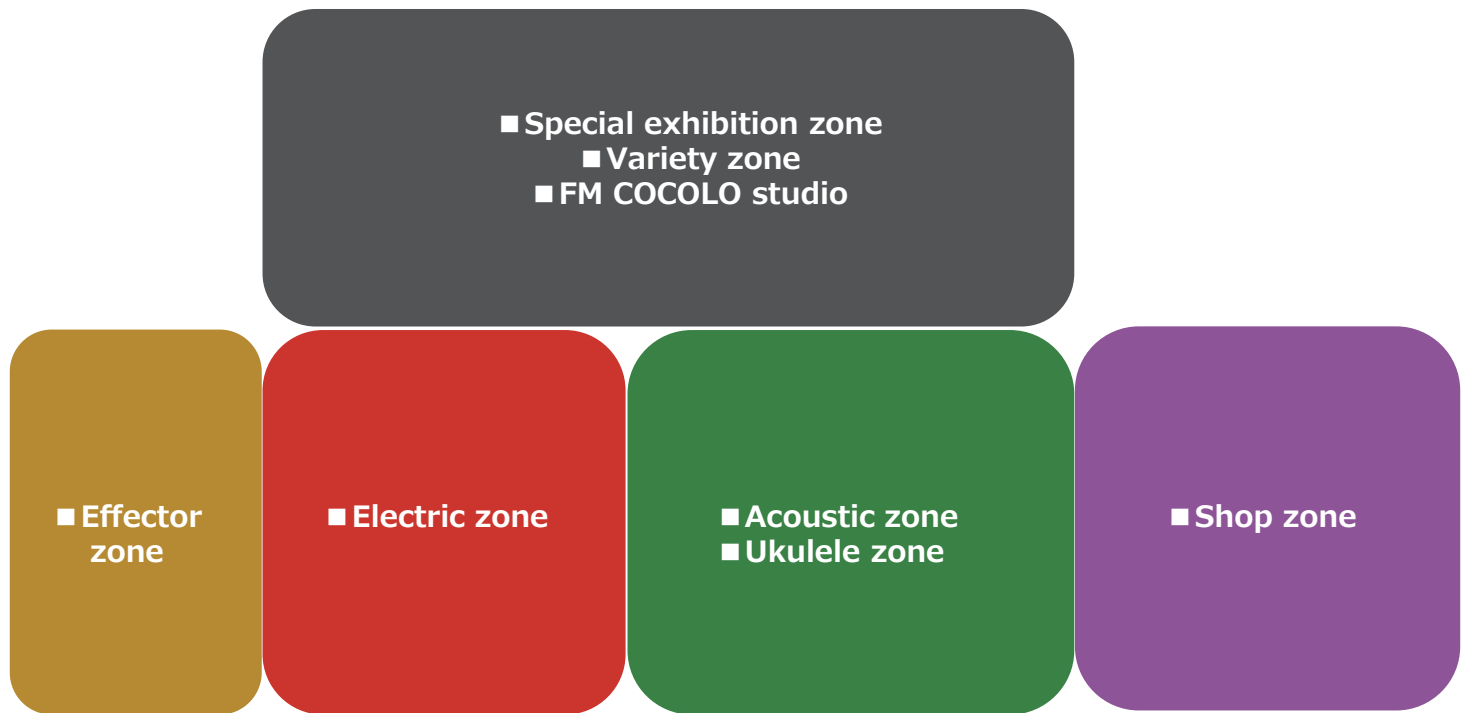 ■Special exhibition zone
■Variety zone
■FM COCOLO studio
■Effector
zone
■Electric zone
■Acoustic zone
■Ukulele zone
■Shop zone